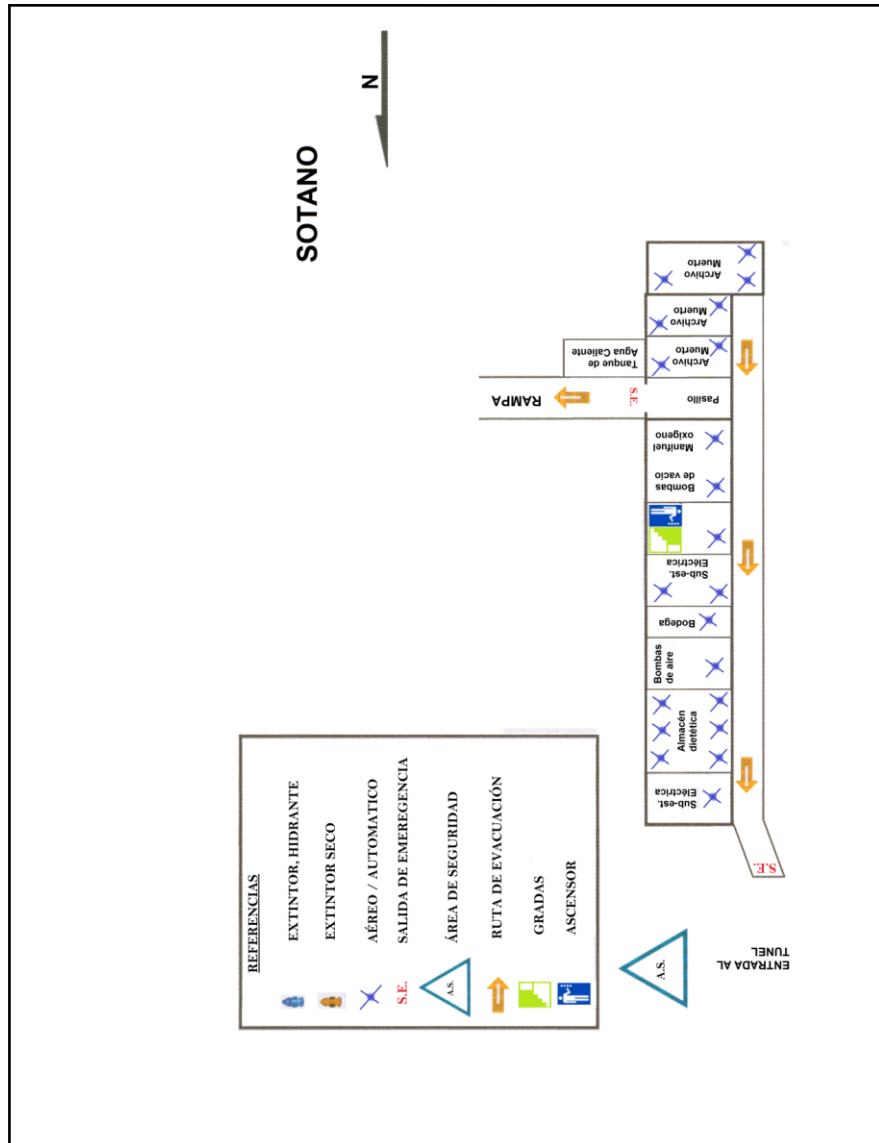 SOTANO
N
Archivo
Muerto
Archivo
Muerto
Archivo
Muerto
Tanque de
Agua Caliente
RAMPA
S.E.
Pasillo
Manifuel
oxígeno
Bombas
de vacío
Sub-est.
Eléctrica
Bodega
Bombas
de aire
Almacén
dietética
Sub-est.
Eléctrica
S.E.
ENTRADA AL
TUNEL
A.S.
REFERENCIAS
EXTINTOR, HIDRANTE
EXTINTOR SECO
AÉREO / AUTOMATICO
S.E.
SALIDA DE EMEREGENCIA
A.S.
ÁREA DE SEGURIDAD
RUTA DE EVACUACIÓN
GRADAS
ASCENSOR